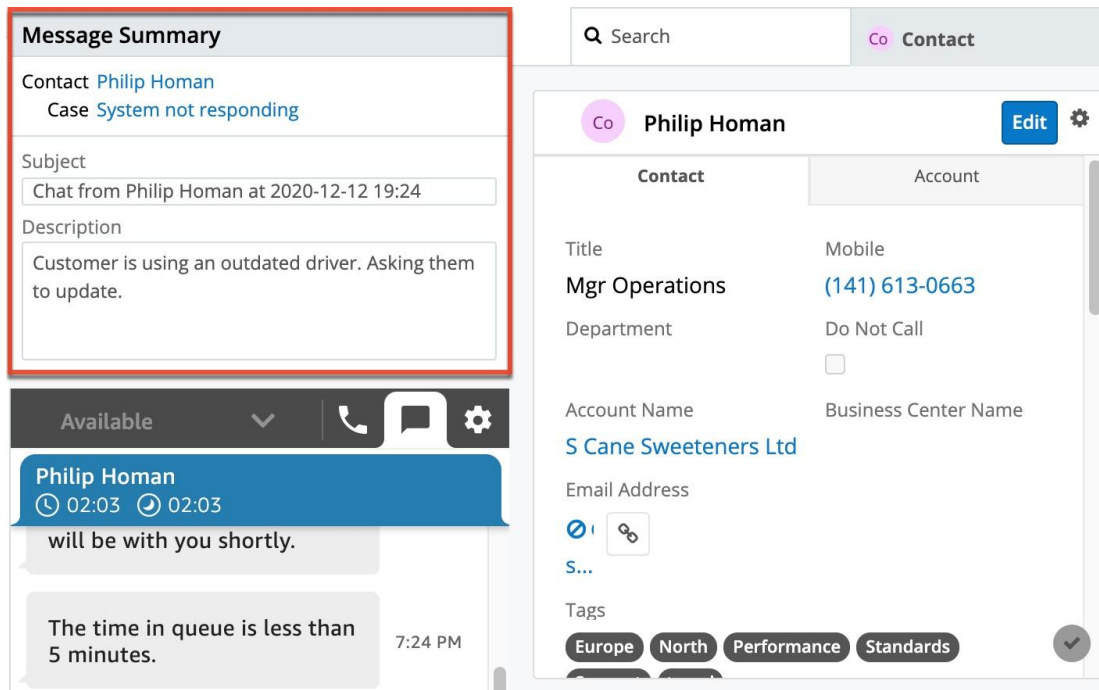 Message Summary
Contact Philip Homan
Case System not responding
Subject
Chat from Philip Homan at 2020-12-12 19:24
Description
Customer is using an outdated driver. Asking them
to update.
Available
Philip Homan
02:03 02:03
will be with you shortly.
The time in queue is less than
5 minutes.
7:24 PM
Search
Co Contact
Co Philip Homan
Edit
Contact
Account
Title
Mgr Operations
Mobile
(141) 613-0663
Department
Do Not Call
Account Name
S Cane Sweeteners Ltd
Business Center Name
Email Address
s...
Tags
Europe North Performance Standards